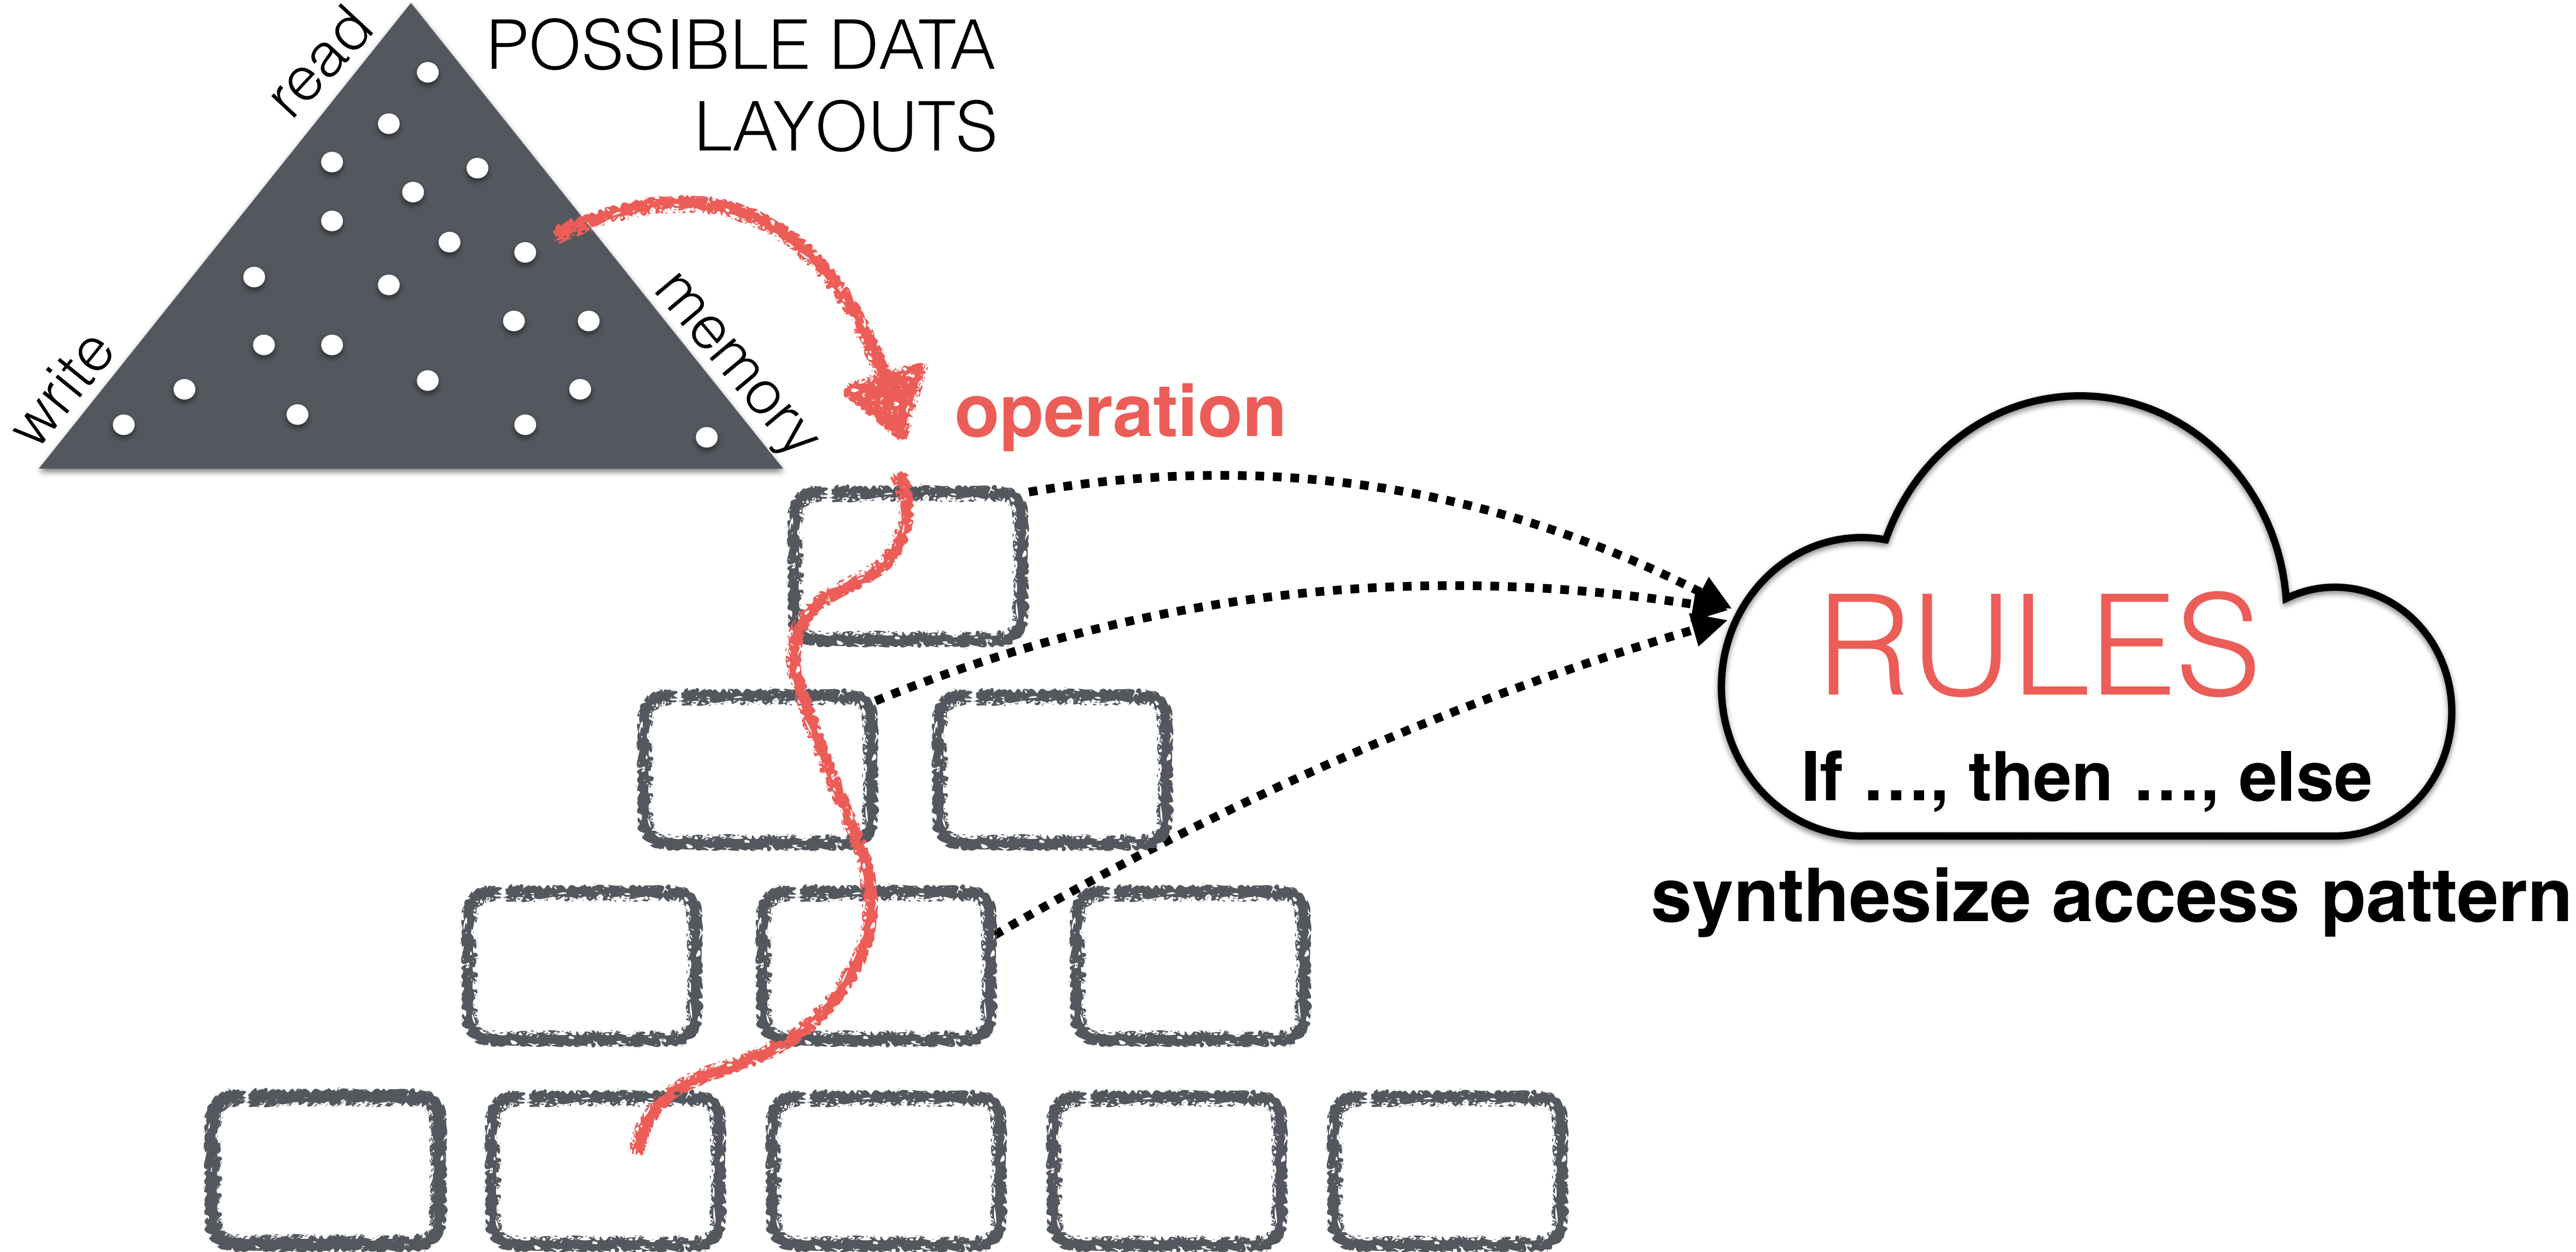 read
POSSIBLE DATA
LAYOUTS
write
memory
operation
RULES
If ..., then ..., else
synthesize access pattern